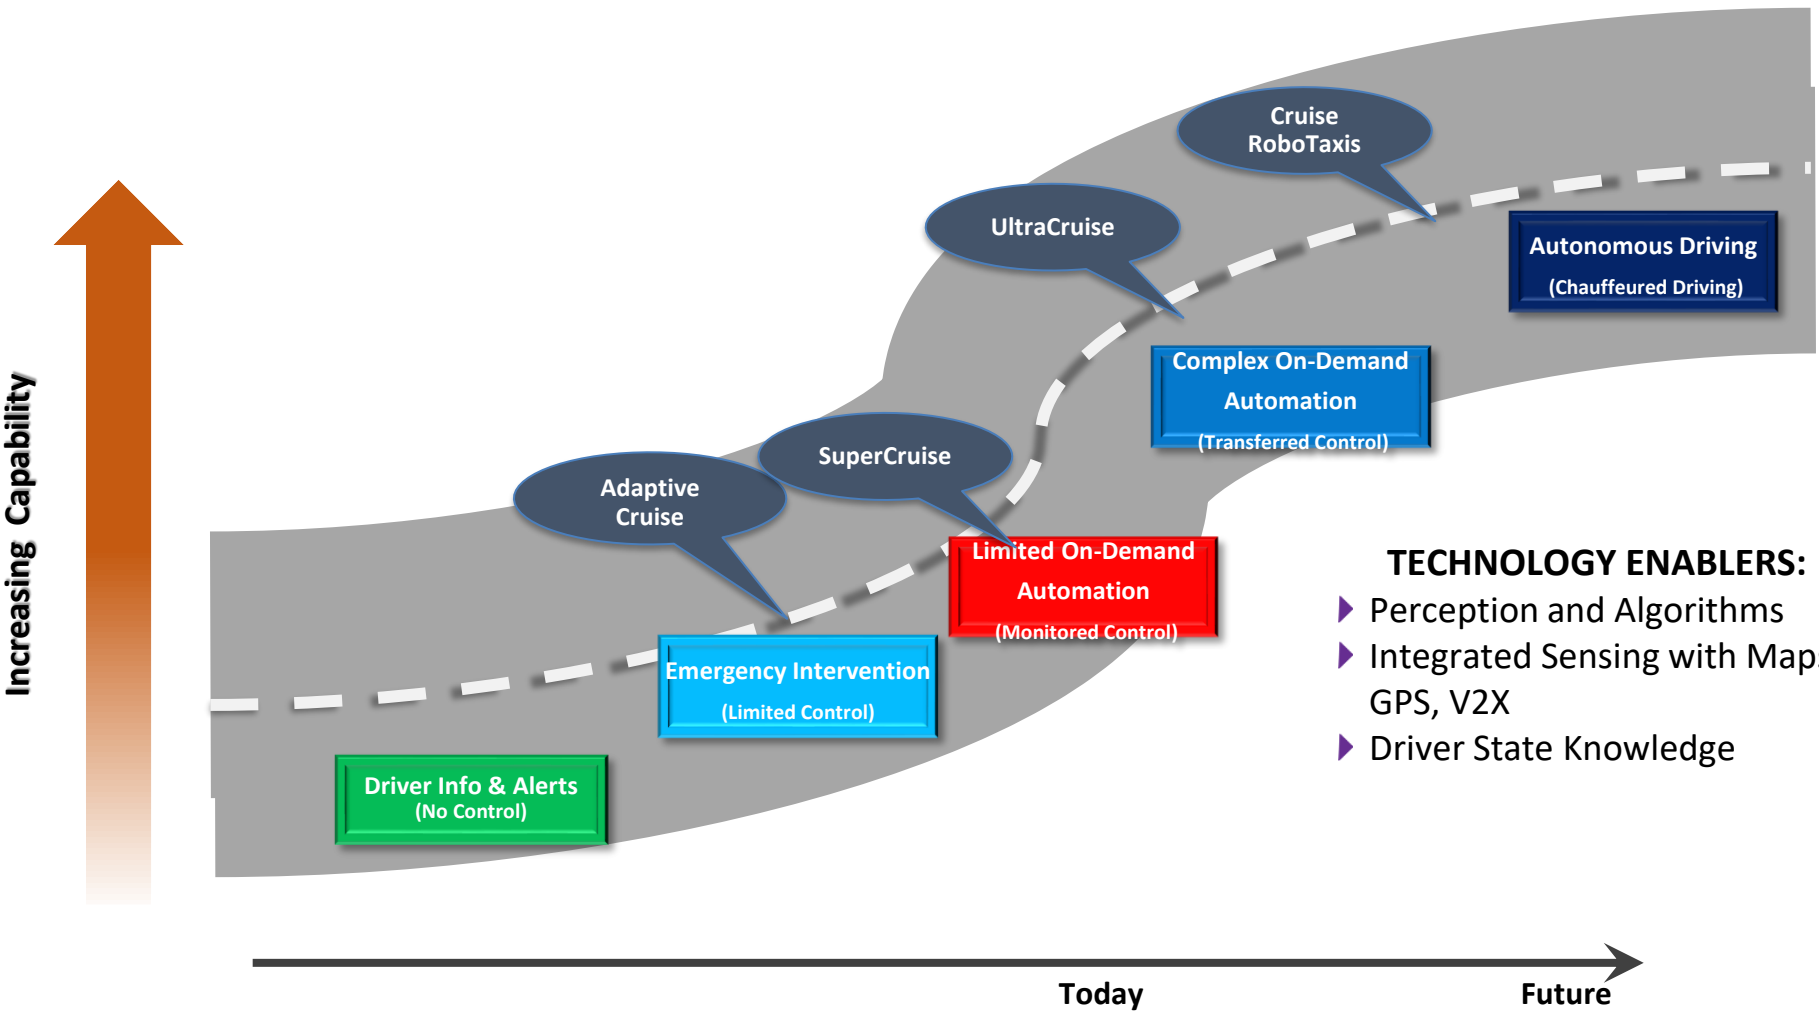 Cruise
RoboTaxis
UltraCruise
Autonomous Driving
(Chauffeured Driving)
Complex On-Demand
Automation
(Transferred Control)
SuperCruise
Adaptive
Cruise
Limited On-Demand
Automation
(Monitored Control)
Emergency Intervention
(Limited Control)
Driver Info & Alerts
(No Control)
Increasing Capability
TECHNOLOGY ENABLERS:
Perception and Algorithms
Integrated Sensing with Maps
GPS, V2X
Driver State Knowledge
Today
Future